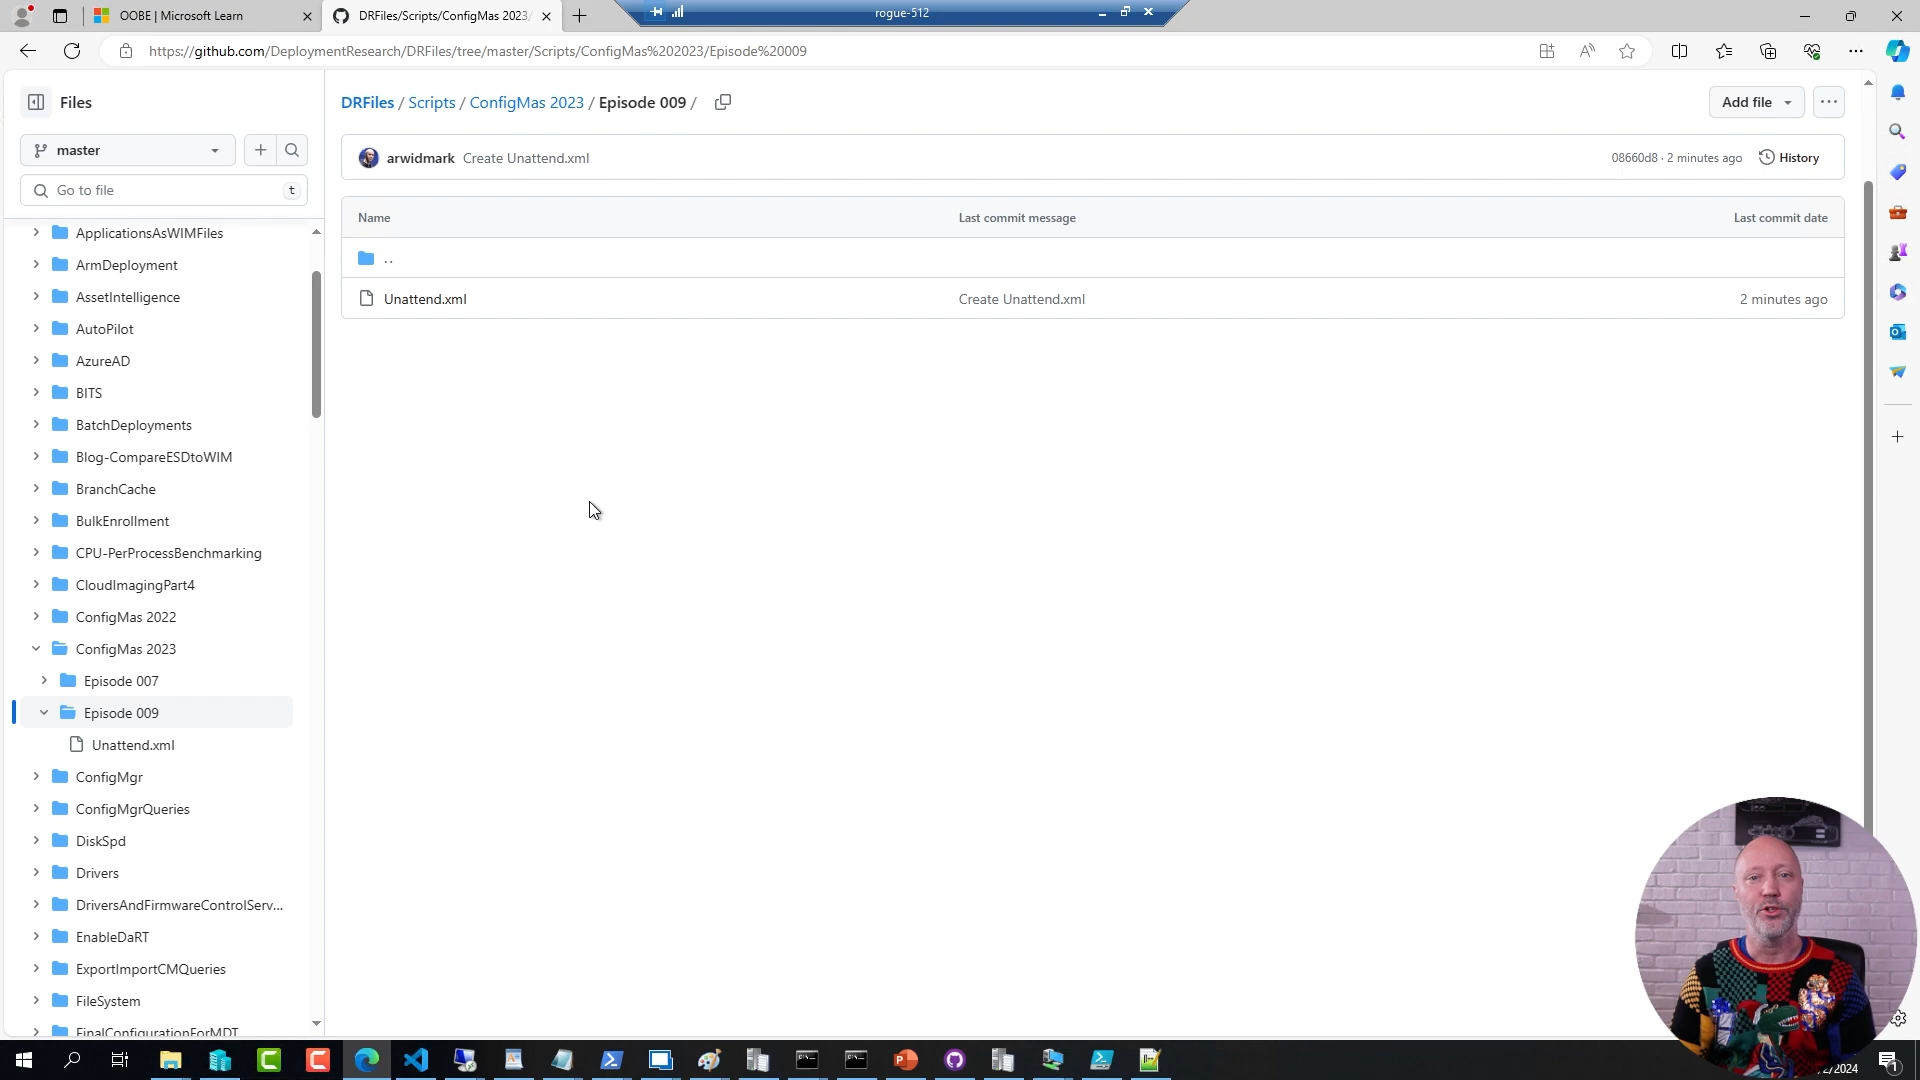 OOBE | Microsoft Learn
DRFiles/Scripts/ConfigMas 2023/
rogue-512
https://github.com/DeploymentResearch/DRFiles/tree/master/Scripts/ConfigMas%202023/Episode%20009
Files
DRFiles / Scripts / ConfigMas 2023 / Episode 009 /
Add file
master
arwidmark Create Unattend.xml
08660d8 · 2 minutes ago
History
Go to file
t
Name
Last commit message
Last commit date
..
Unattend.xml
Create Unattend.xml
2 minutes ago
ApplicationsAsWIMFiles
ArmDeployment
AssetIntelligence
AutoPilot
AzureAD
BITS
BatchDeployments
Blog-CompareESDtoWIM
BranchCache
BulkEnrollment
CPU-PerProcessBenchmarking
CloudImagingPart4
ConfigMas 2022
ConfigMas 2023
Episode 007
Episode 009
Unattend.xml
ConfigMgr
ConfigMgrQueries
DiskSpd
Drivers
DriversAndFirmwareControlServ...
EnableDaRT
ExportImportCMQueries
FileSystem
FinalConfigurationForMDT
/2/2024
1